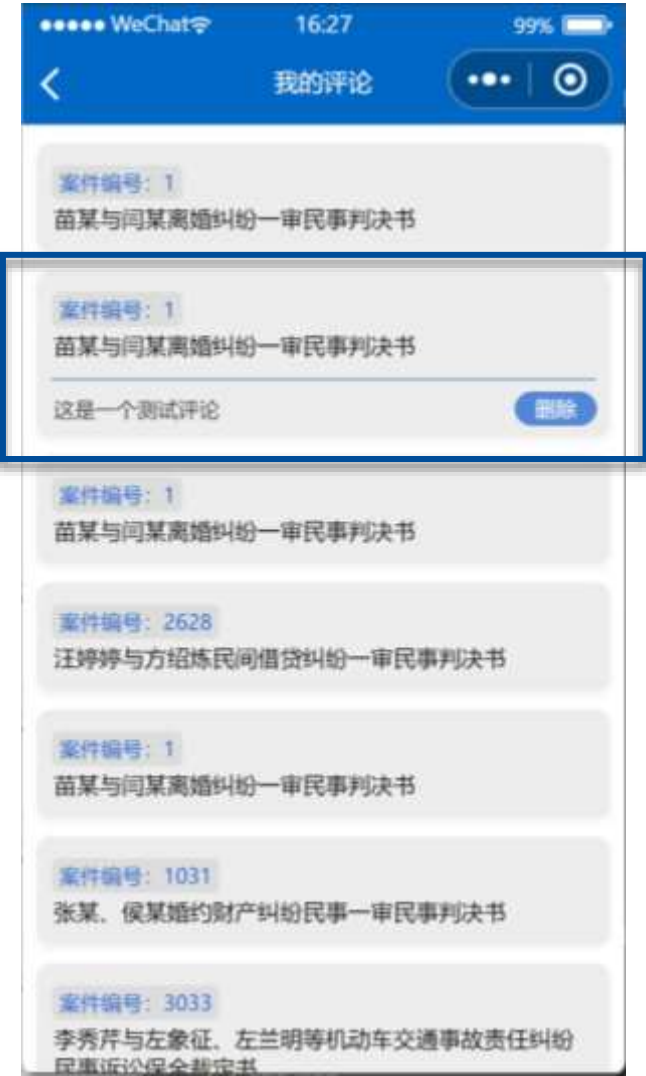 WeChat 16:27 99%
我的评论
案件编号：1
苗某与闫某离婚纠纷一审民事判决书
案件编号：1
苗某与闫某离婚纠纷一审民事判决书
这是一个测试评论 删除
案件编号：1
苗某与闫某离婚纠纷一审民事判决书
案件编号：2628
汪婷婷与方绍炼民间借贷纠纷一审民事判决书
案件编号：1
苗某与闫某离婚纠纷一审民事判决书
案件编号：1031
张某、侯某婚约财产纠纷民事一审民事判决书
案件编号：3033
李秀芹与左象征、左兰明等机动车交通事故责任纠纷
民事诉讼保全裁定书